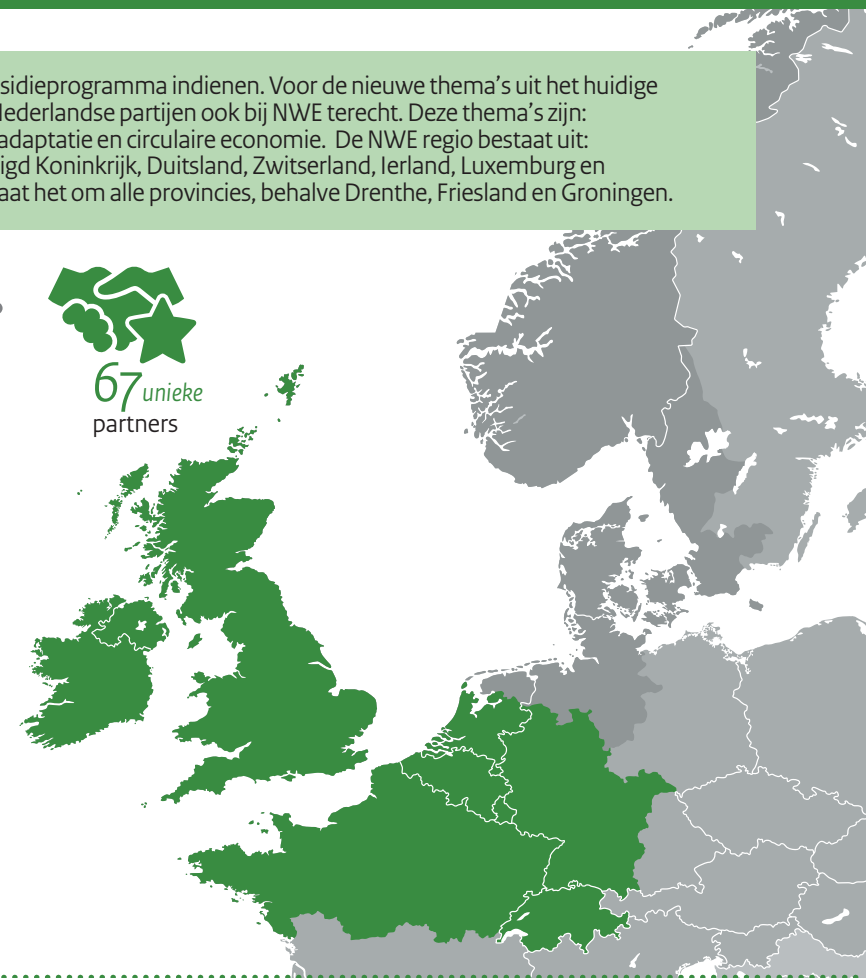 sidieprogramma indienen. Voor de nieuwe thema's uit het huidige
Nederlandse partijen ook bij NWE terecht. Deze thema's zijn:
adaptatie en circulaire economie. De NWE regio bestaat uit:
igd Koninkrijk, Duitsland, Zwitserland, Ierland, Luxemburg en
aat het om alle provincies, behalve Drenthe, Friesland en Groningen.
67 unieke
partners